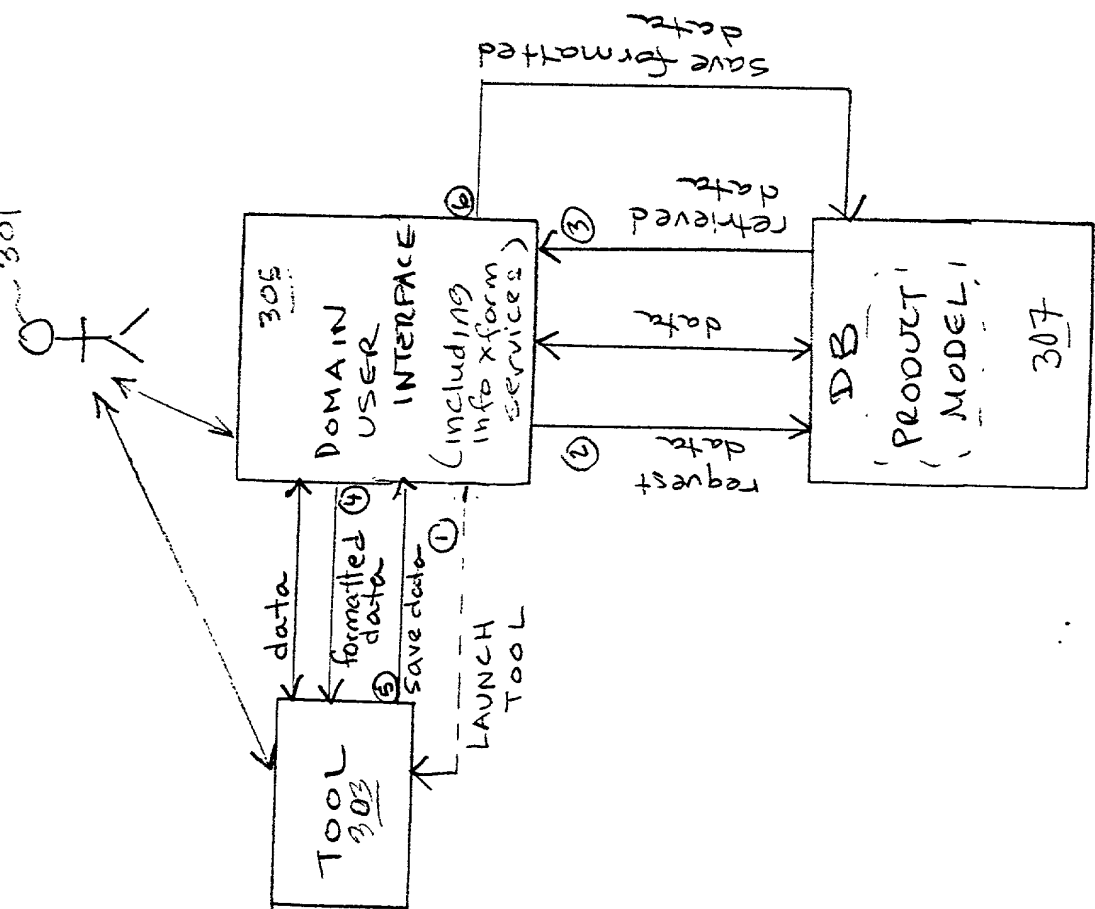 301
305
DOMAIN
USER
INTERFACE
(including
info xform
services)
TOOL
303
data
④
formatted
data
⑤
save data
①
LAUNCH
TOOL
②
request
data
data
③
retrieved
data
⑥
save formatted
data
DB
(PRODUCT
MODEL)
307